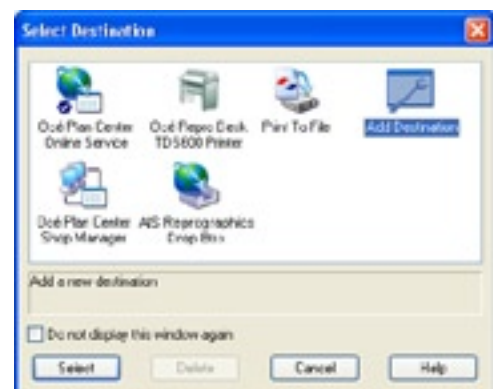 Select Destination
Océ Plan Center
Online Service
Océ Repro Desk
TD5600 Printer
Print To File
Add Destination
Océ Plan Center
Shop Manager
AIS Reprographics
Drop Box
Add a new destination
Do not display this window again
Select
Delete
Cancel
Help